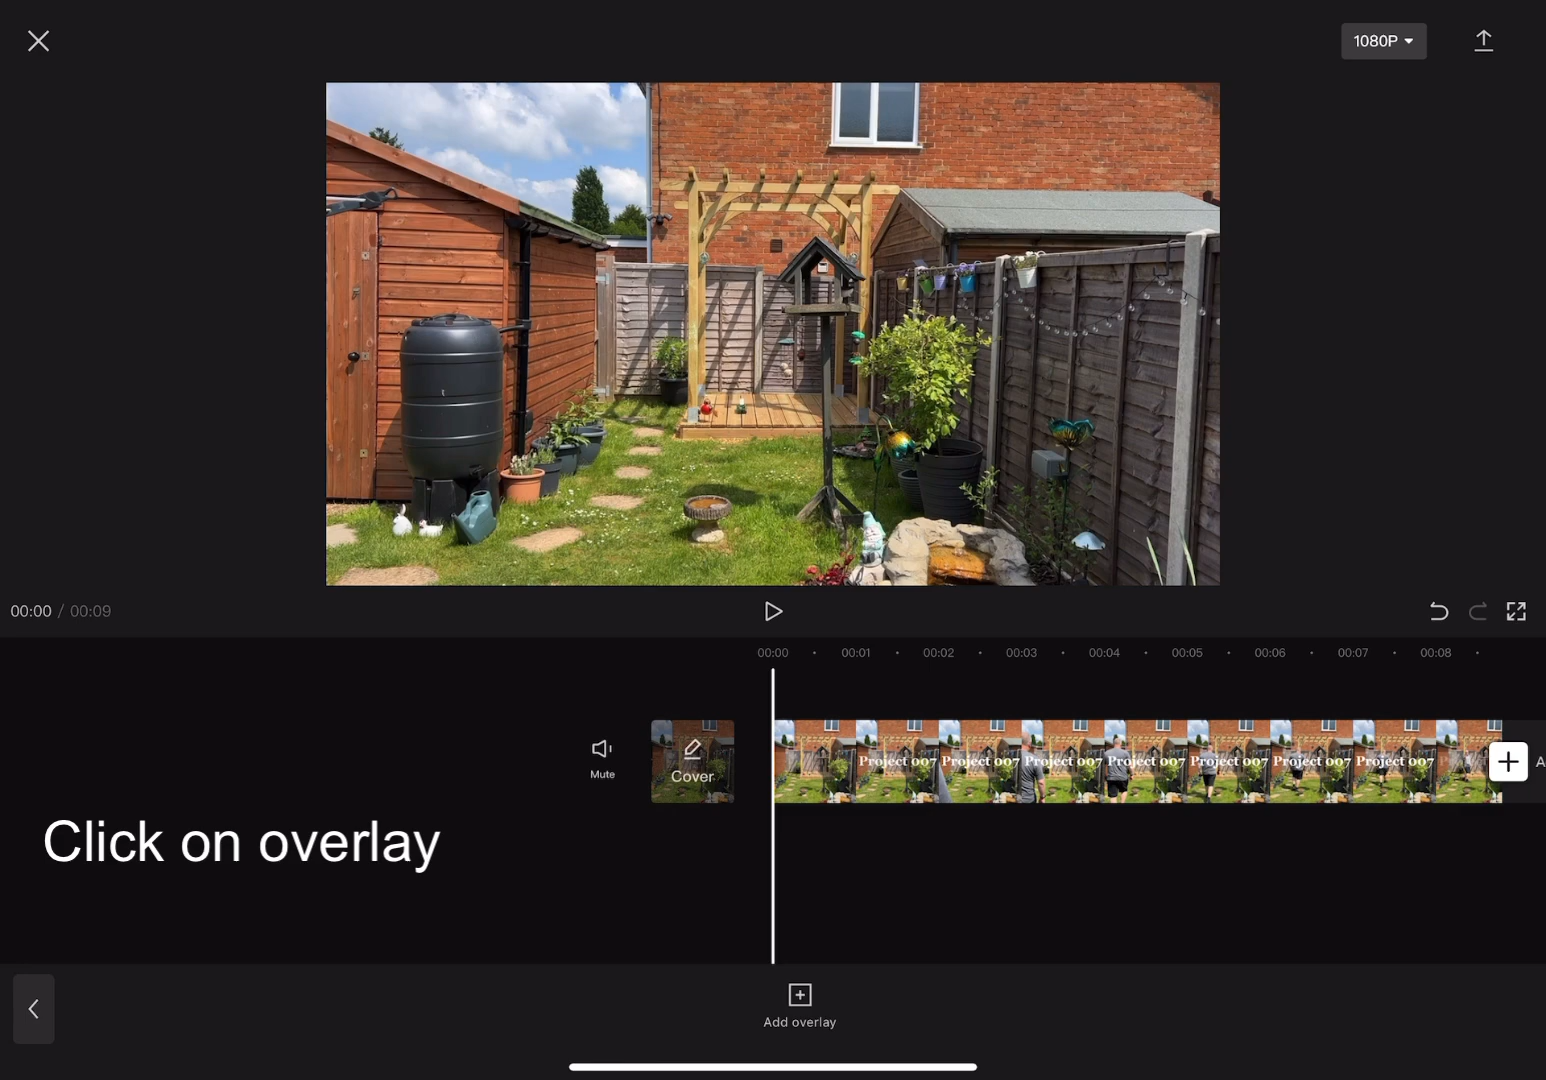 1080P
00:00 / 00:09
00:00 00:01 00:02 00:03 00:04 00:05 00:06 00:07 00:08
Mute
Cover
Project 007 Project 007 Project 007 Project 007 Project 007 Project 007 Project 007
A
Click on overlay
Add overlay